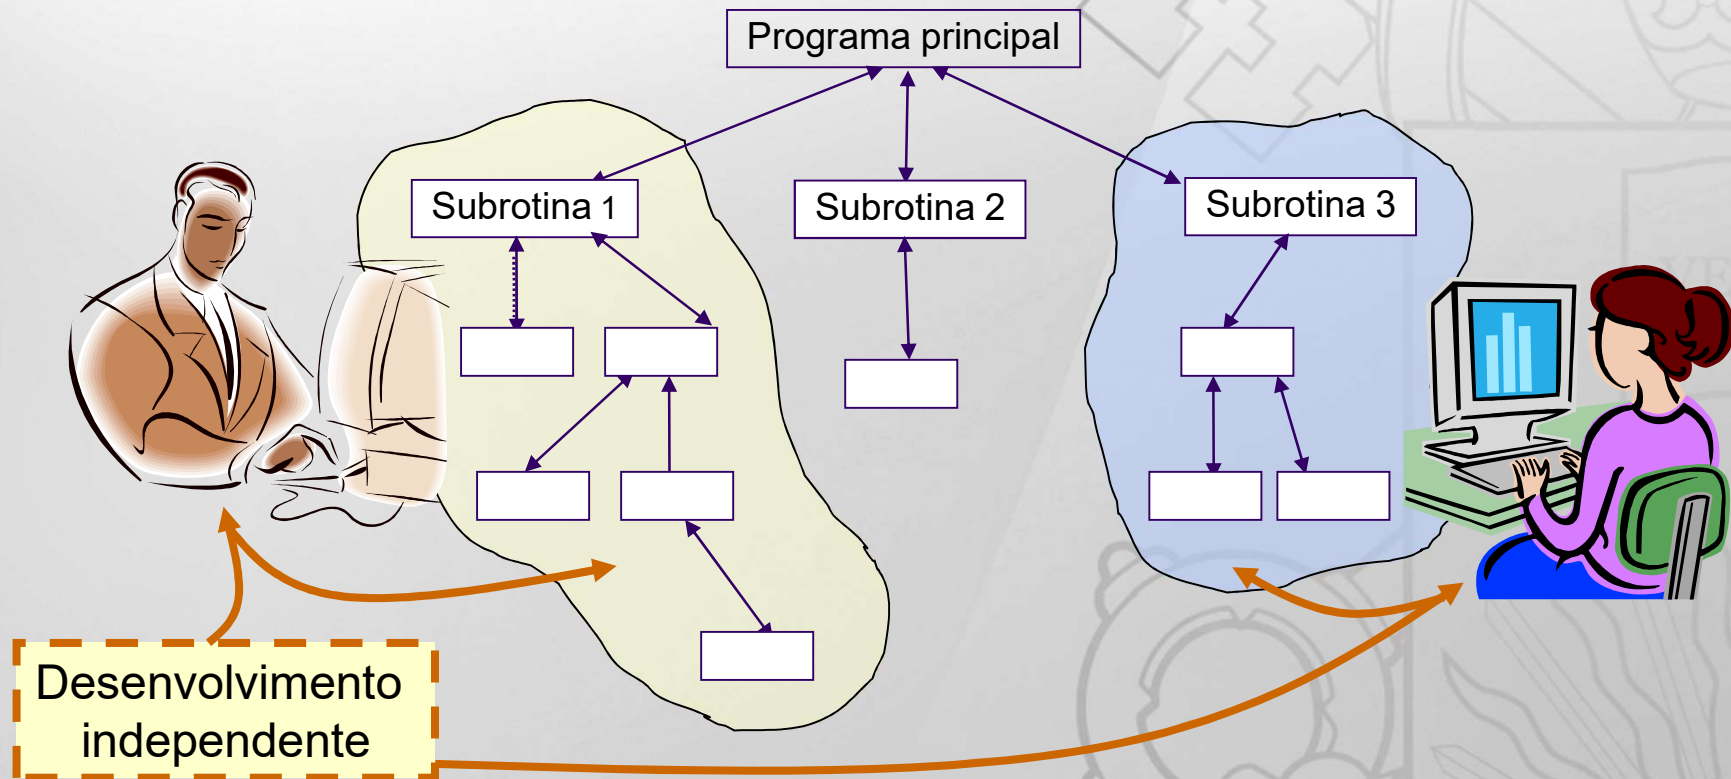 Programa principal
Subrotina 1
Subrotina 2
Subrotina 3
Desenvolvimento
independente